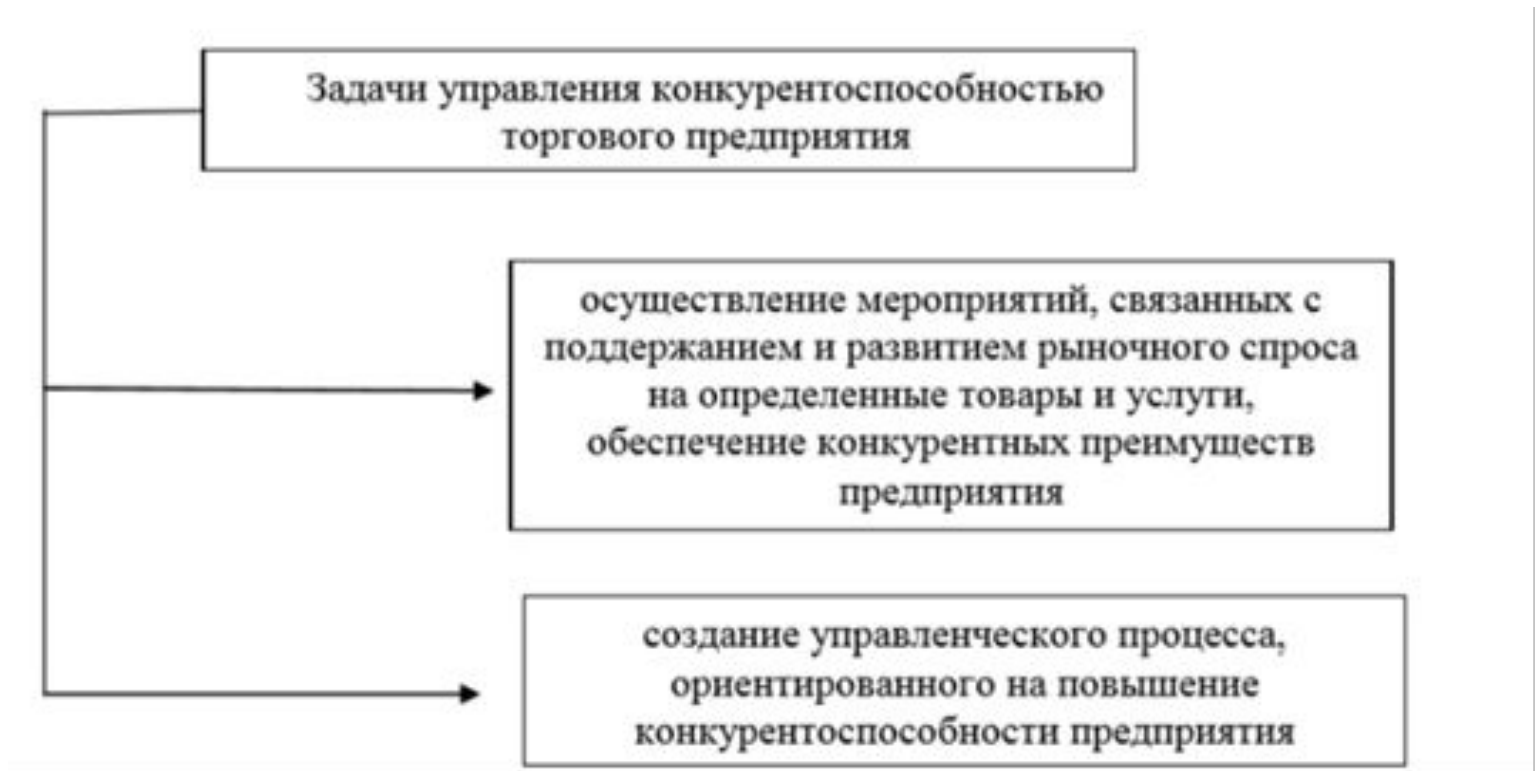 Задачи управления конкурентоспособностью
торгового предприятия
осуществление мероприятий, связанных с
поддержанием и развитием рыночного спроса
на определенные товары и услуги,
обеспечение конкурентных преимуществ
предприятия
создание управленческого процесса,
ориентированного на повышение
конкурентоспособности предприятия